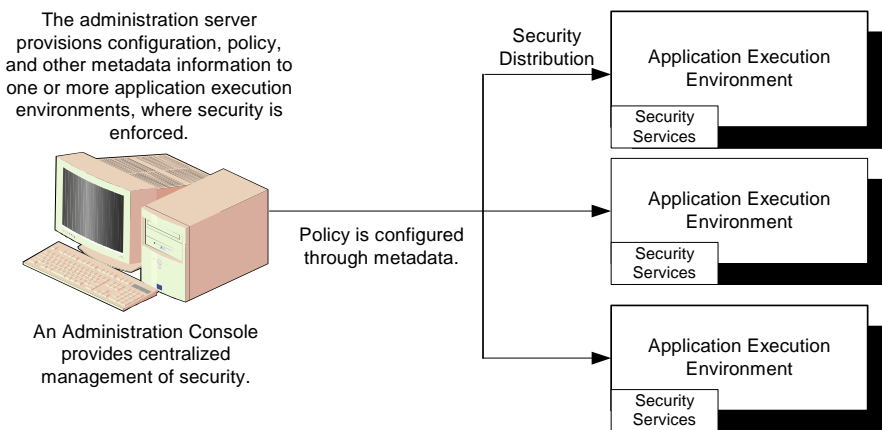 The administration server
provisions configuration, policy,
and other metadata information to
one or more application execution
environments, where security is
enforced.
An Administration Console
provides centralized
management of security.
Policy is configured
through metadata.
Security
Distribution
Application Execution
Environment
Security
Services
Application Execution
Environment
Security
Services
Application Execution
Environment
Security
Services